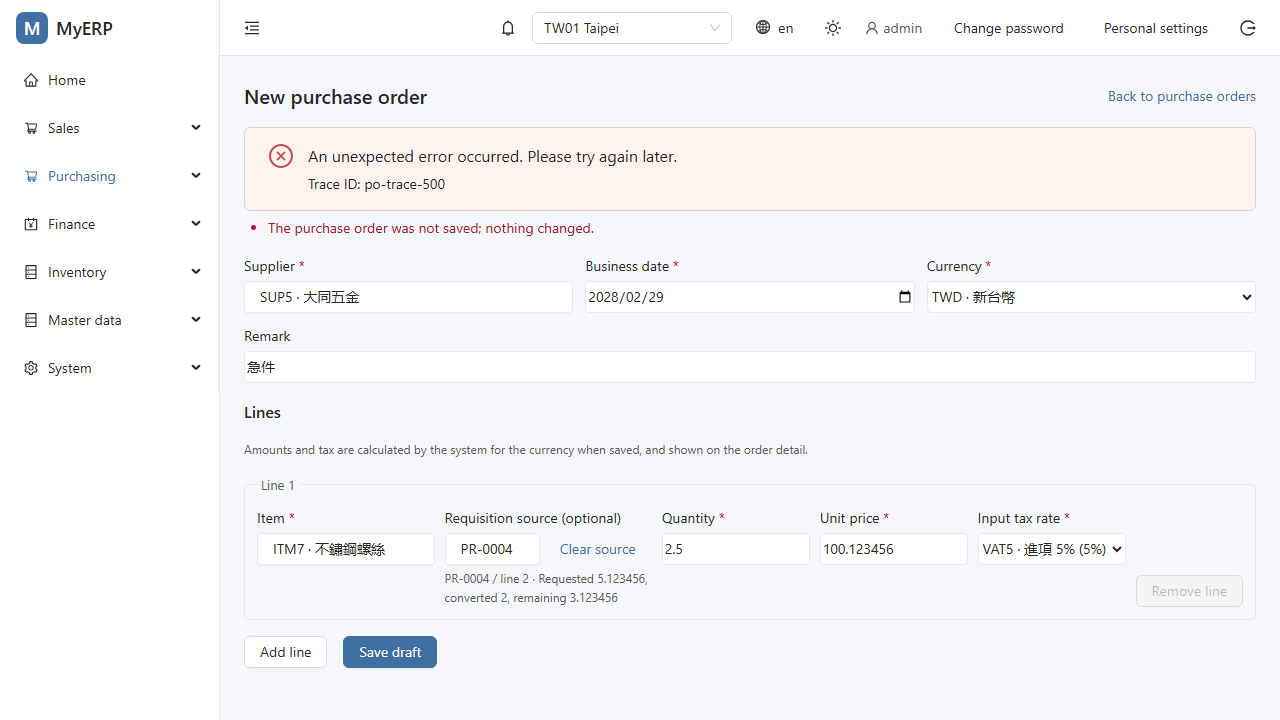 M MyERP
TW01 Taipei
en
admin
Change password
Personal settings
Home
Sales
Purchasing
Finance
Inventory
Master data
System
New purchase order
Back to purchase orders
An unexpected error occurred. Please try again later.
Trace ID: po-trace-500
The purchase order was not saved; nothing changed.
Supplier *
Business date *
Currency *
SUP5 · 大同五金
2028/02/29
TWD · 新台幣
Remark
急件
Lines
Amounts and tax are calculated by the system for the currency when saved, and shown on the order detail.
Line 1
Item *
Requisition source (optional)
Quantity *
Unit price *
Input tax rate *
ITM7 · 不鏽鋼螺絲
PR-0004
Clear source
2.5
100.123456
VAT5 · 進項 5% (5%)
PR-0004 / line 2 · Requested 5.123456,
converted 2, remaining 3.123456
Remove line
Add line
Save draft